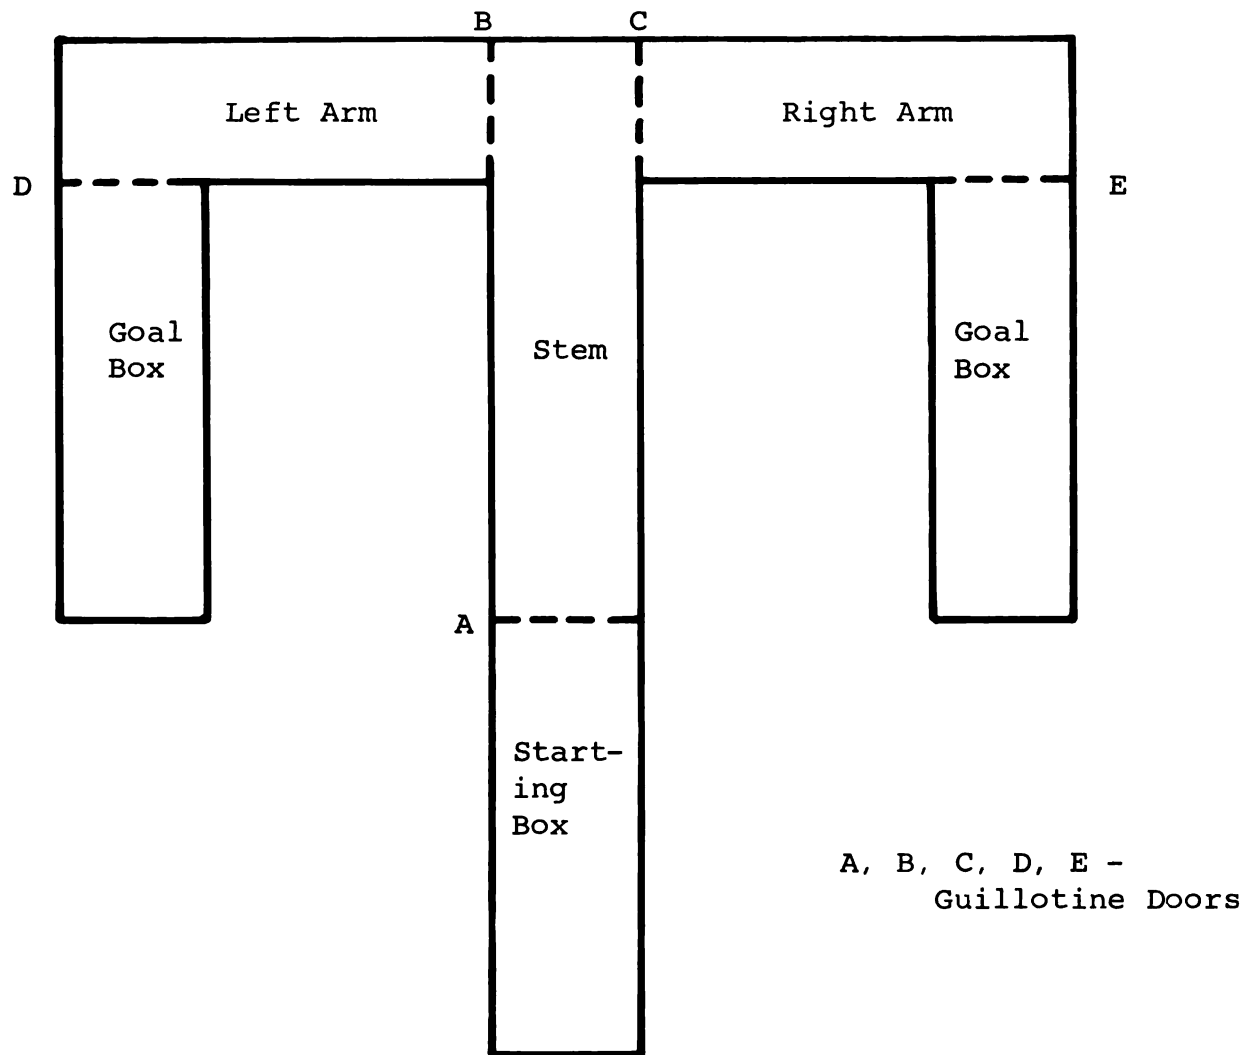 B C
Left Arm Right Arm
D E
Goal
Box
Stem
Goal
Box
A
Start-
ing
Box
A, B, C, D, E -
Guillotine Doors